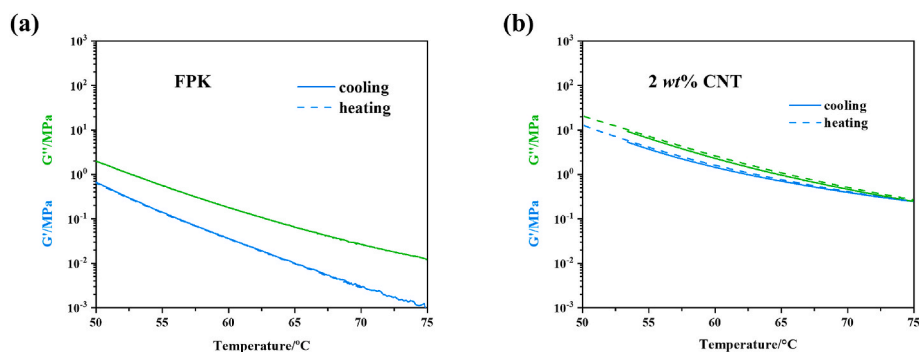 (a)
FPK
cooling
heating
G''/MPa
G'/MPa
10³
10²
10¹
10⁰
10⁻¹
10⁻²
10⁻³
50 55 60 65 70 75
Temperature/°C
(b)
2 wt% CNT
cooling
heating
G''/MPa
G'/MPa
10³
10²
10¹
10⁰
10⁻¹
10⁻²
10⁻³
50 55 60 65 70 75
Temperature/°C